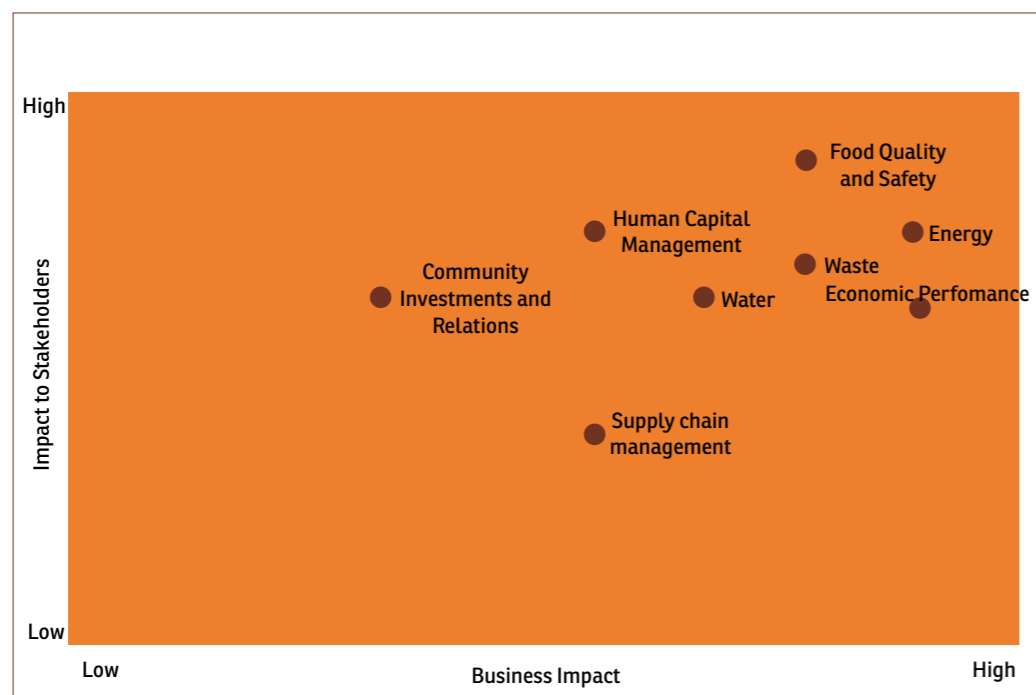 High
Food Quality
and Safety
Human Capital
Management
Energy
Community
Investments and
Relations
Waste
Economic Perfomance
Water
Supply chain
management
Impact to Stakeholders
Low
Low
Business Impact
High